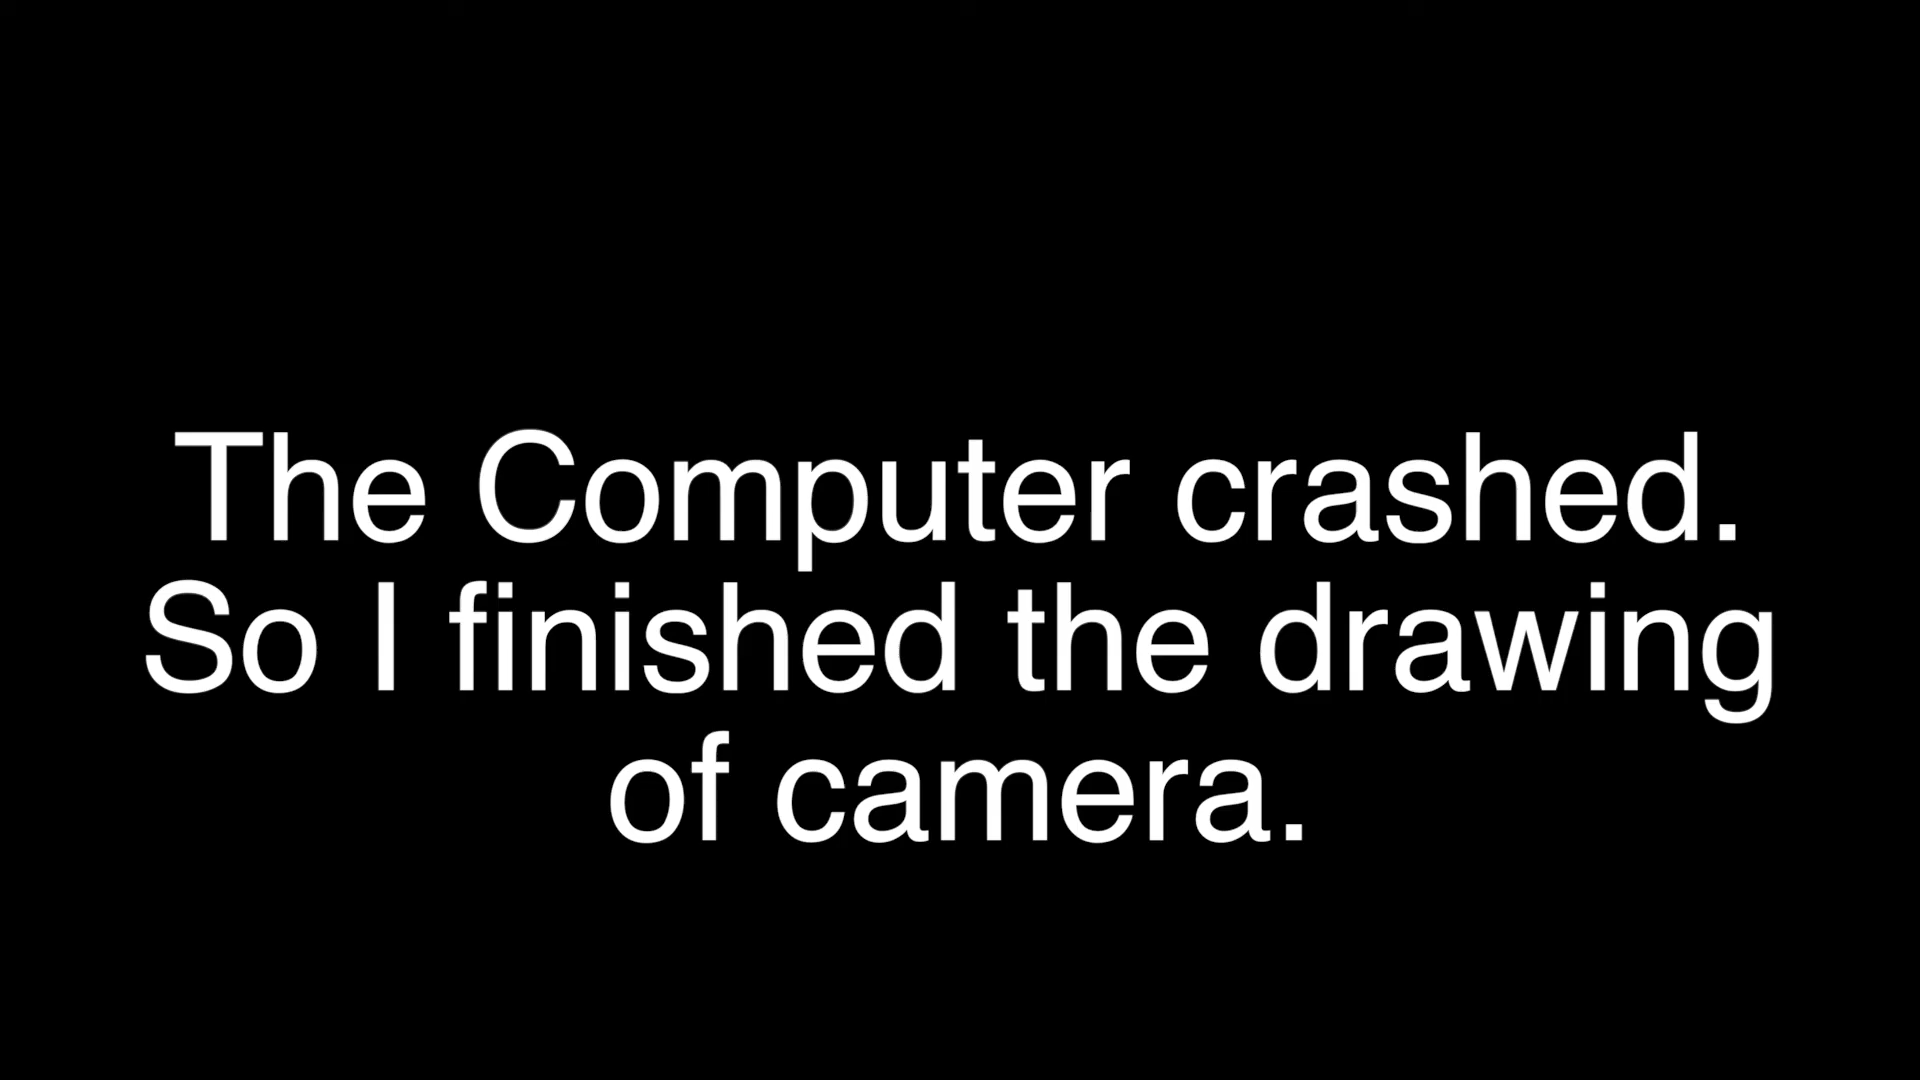 The Computer crashed.
So I finished the drawing
of camera.